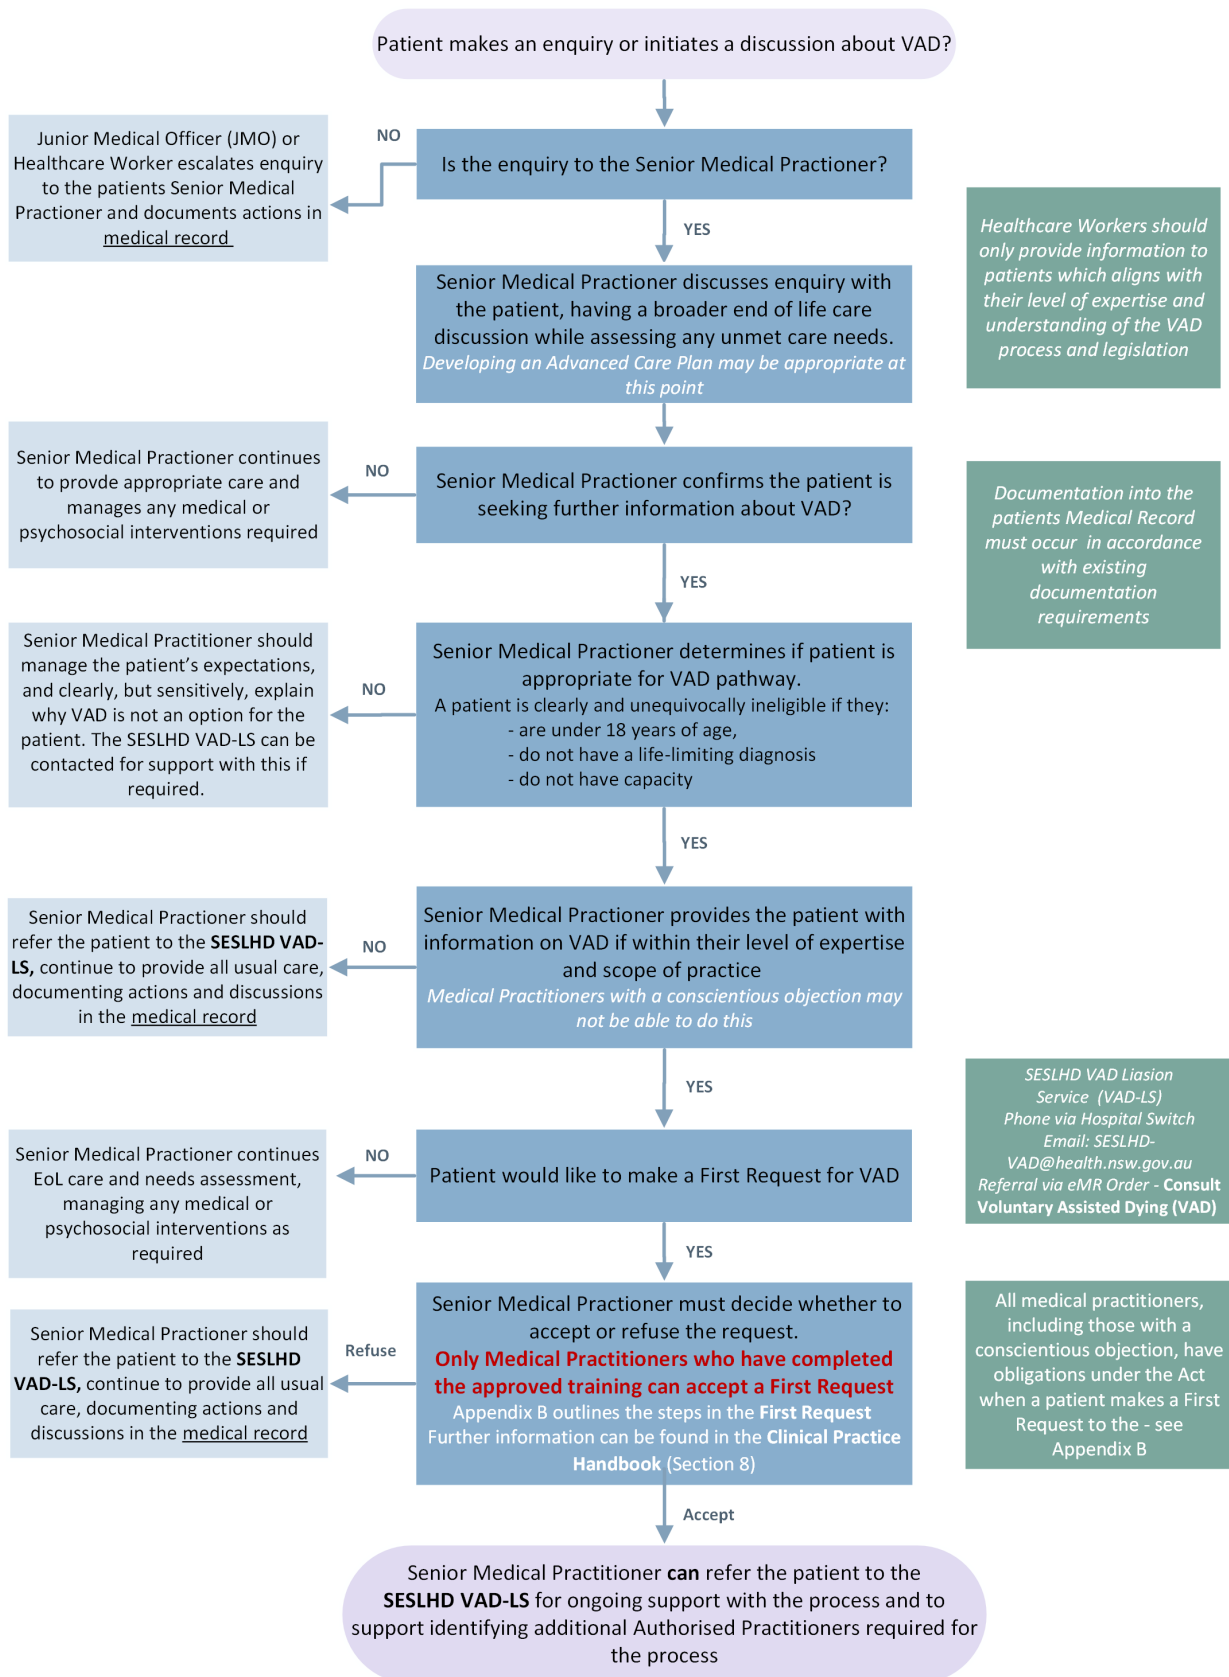 Patient makes an enquiry or initiates a discussion about VAD?
NO
Junior Medical Officer (JMO) or
Healthcare Worker escalates enquiry
to the patients Senior Medical
Practioner and documents actions in
medical record
Is the enquiry to the Senior Medical Practioner?
YES
Healthcare Workers should
only provide information to
patients which aligns with
their level of expertise and
understanding of the VAD
process and legislation
Senior Medical Practioner discusses enquiry with
the patient, having a broader end of life care
discussion while assessing any unmet care needs.
Developing an Advanced Care Plan may be appropriate at
this point
Senior Medical Practioner continues
to provde appropriate care and
manages any medical or
psychosocial interventions required
NO
Senior Medical Practioner confirms the patient is
seeking further information about VAD?
YES
Documentation into the
patients Medical Record
must occur in accordance
with existing
documentation
requirements
Senior Medical Practitioner should
manage the patient’s expectations,
and clearly, but sensitively, explain
why VAD is not an option for the
patient. The SESLHD VAD-LS can be
contacted for support with this if
required.
NO
Senior Medical Practioner determines if patient is
appropriate for VAD pathway.
A patient is clearly and unequivocally ineligible if they:
- are under 18 years of age,
- do not have a life-limiting diagnosis
- do not have capacity
YES
Senior Medical Practioner should
refer the patient to the SESLHD VAD-
LS, continue to provide all usual care,
documenting actions and discussions
in the medical record
NO
Senior Medical Practioner provides the patient with
information on VAD if within their level of expertise
and scope of practice
Medical Practitioners with a conscientious objection may
not be able to do this
YES
SESLHD VAD Liasion
Service (VAD-LS)
Phone via Hospital Switch
Email: SESLHD-
VAD@health.nsw.gov.au
Referral via eMR Order - Consult
Voluntary Assisted Dying (VAD)
Senior Medical Practioner continues
EoL care and needs assessment,
managing any medical or
psychosocial interventions as
required
NO
Patient would like to make a First Request for VAD
YES
Senior Medical Practioner should
refer the patient to the SESLHD
VAD-LS, continue to provide all usual
care, documenting actions and
discussions in the medical record
Refuse
Senior Medical Practioner must decide whether to
accept or refuse the request.
Only Medical Practitioners who have completed
the approved training can accept a First Request
Appendix B outlines the steps in the First Request
Further information can be found in the Clinical Practice
Handbook (Section 8)
All medical practitioners,
including those with a
conscientious objection, have
obligations under the Act
when a patient makes a First
Request to the - see
Appendix B
Accept
Senior Medical Practitioner can refer the patient to the
SESLHD VAD-LS for ongoing support with the process and to
support identifying additional Authorised Practitioners required for
the process